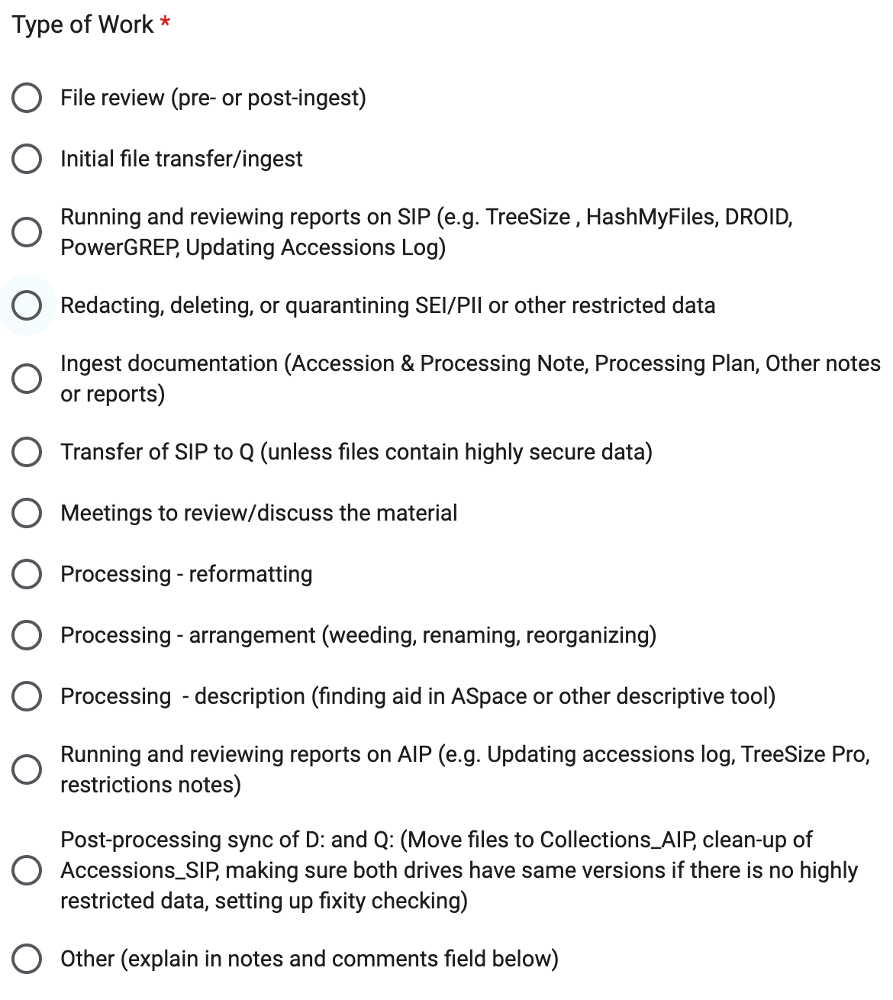 Type of Work *
File review (pre- or post-ingest)
Initial file transfer/ingest
Running and reviewing reports on SIP (e.g. TreeSize , HashMyFiles, DROID,
PowerGREP, Updating Accessions Log)
Redacting, deleting, or quarantining SEI/PII or other restricted data
Ingest documentation (Accession & Processing Note, Processing Plan, Other notes
or reports)
Transfer of SIP to Q (unless files contain highly secure data)
Meetings to review/discuss the material
Processing - reformatting
Processing - arrangement (weeding, renaming, reorganizing)
Processing  - description (finding aid in ASpace or other descriptive tool)
Running and reviewing reports on AIP (e.g. Updating accessions log, TreeSize Pro,
restrictions notes)
Post-processing sync of D: and Q: (Move files to Collections_AIP, clean-up of
Accessions_SIP, making sure both drives have same versions if there is no highly
restricted data, setting up fixity checking)
Other (explain in notes and comments field below)